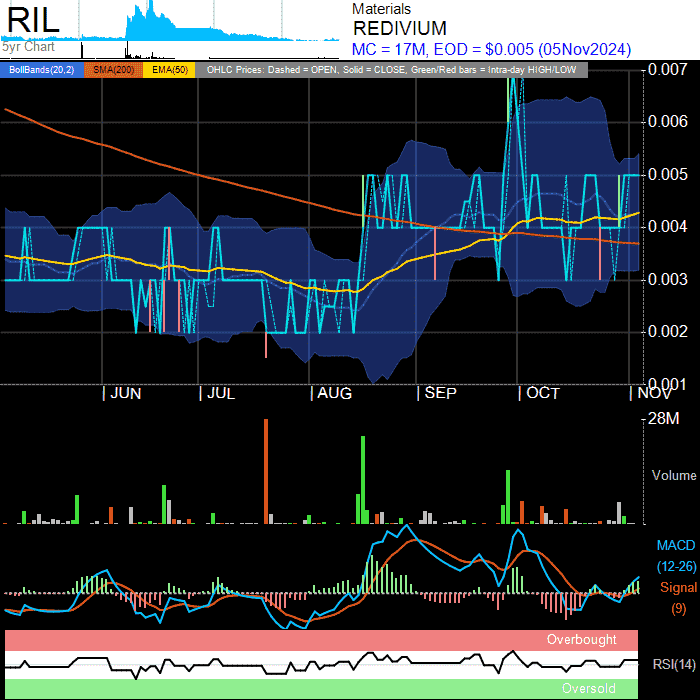 RIL
5yr Chart
Materials
REDIVIUM
MC = 17M, EOD = $0.005 (05Nov2024)
BollBands(20,2) SMA(200) EMA(50) OHLC Prices: Dashed = OPEN, Solid = CLOSE, Green/Red bars = Intra-day HIGH/LOW
0.007
0.006
0.005
0.004
0.003
0.002
0.001
JUN JUL AUG SEP OCT NOV
28M
Volume
MACD
(12-26)
Signal
(9)
Overbought
RSI(14)
Oversold